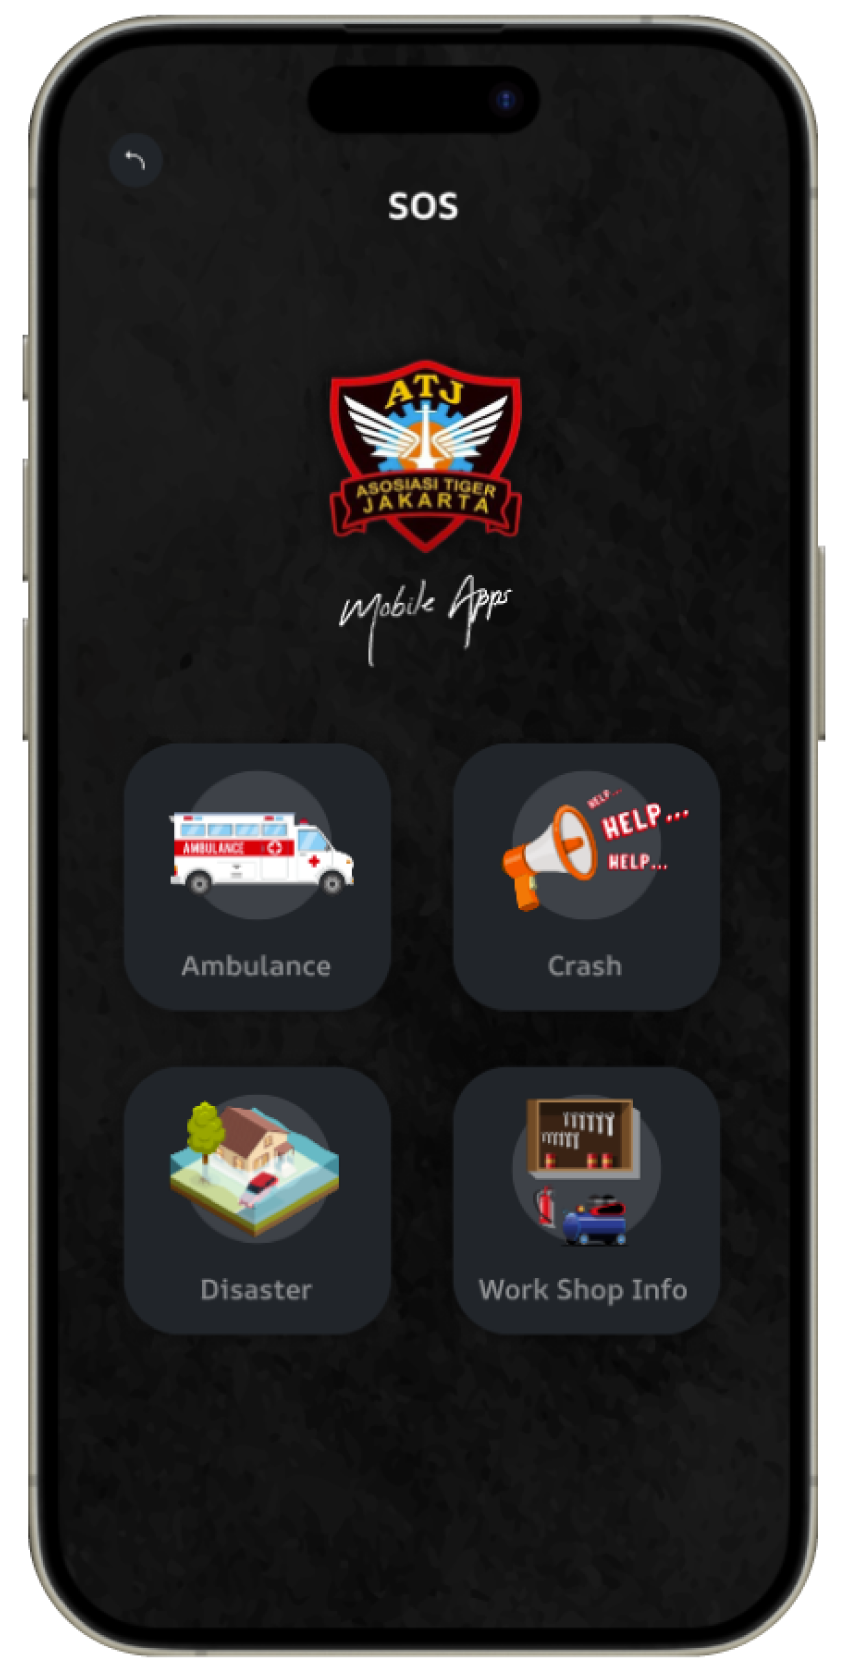 SOS
ATJ
ASOSIASI TIGER
JAKARTA
Mobile Apps
AMBULANCE
HELP...
HELP...
HELP...
Ambulance
Crash
Disaster
Work Shop Info